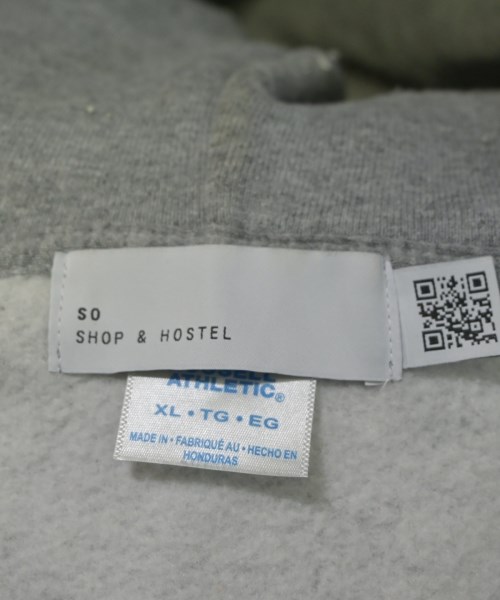 SO
SHOP & HOSTEL
ATHLETIC®
XL • TG • EG
MADE IN • FABRIQUÉ AU • HECHO EN
HONDURAS